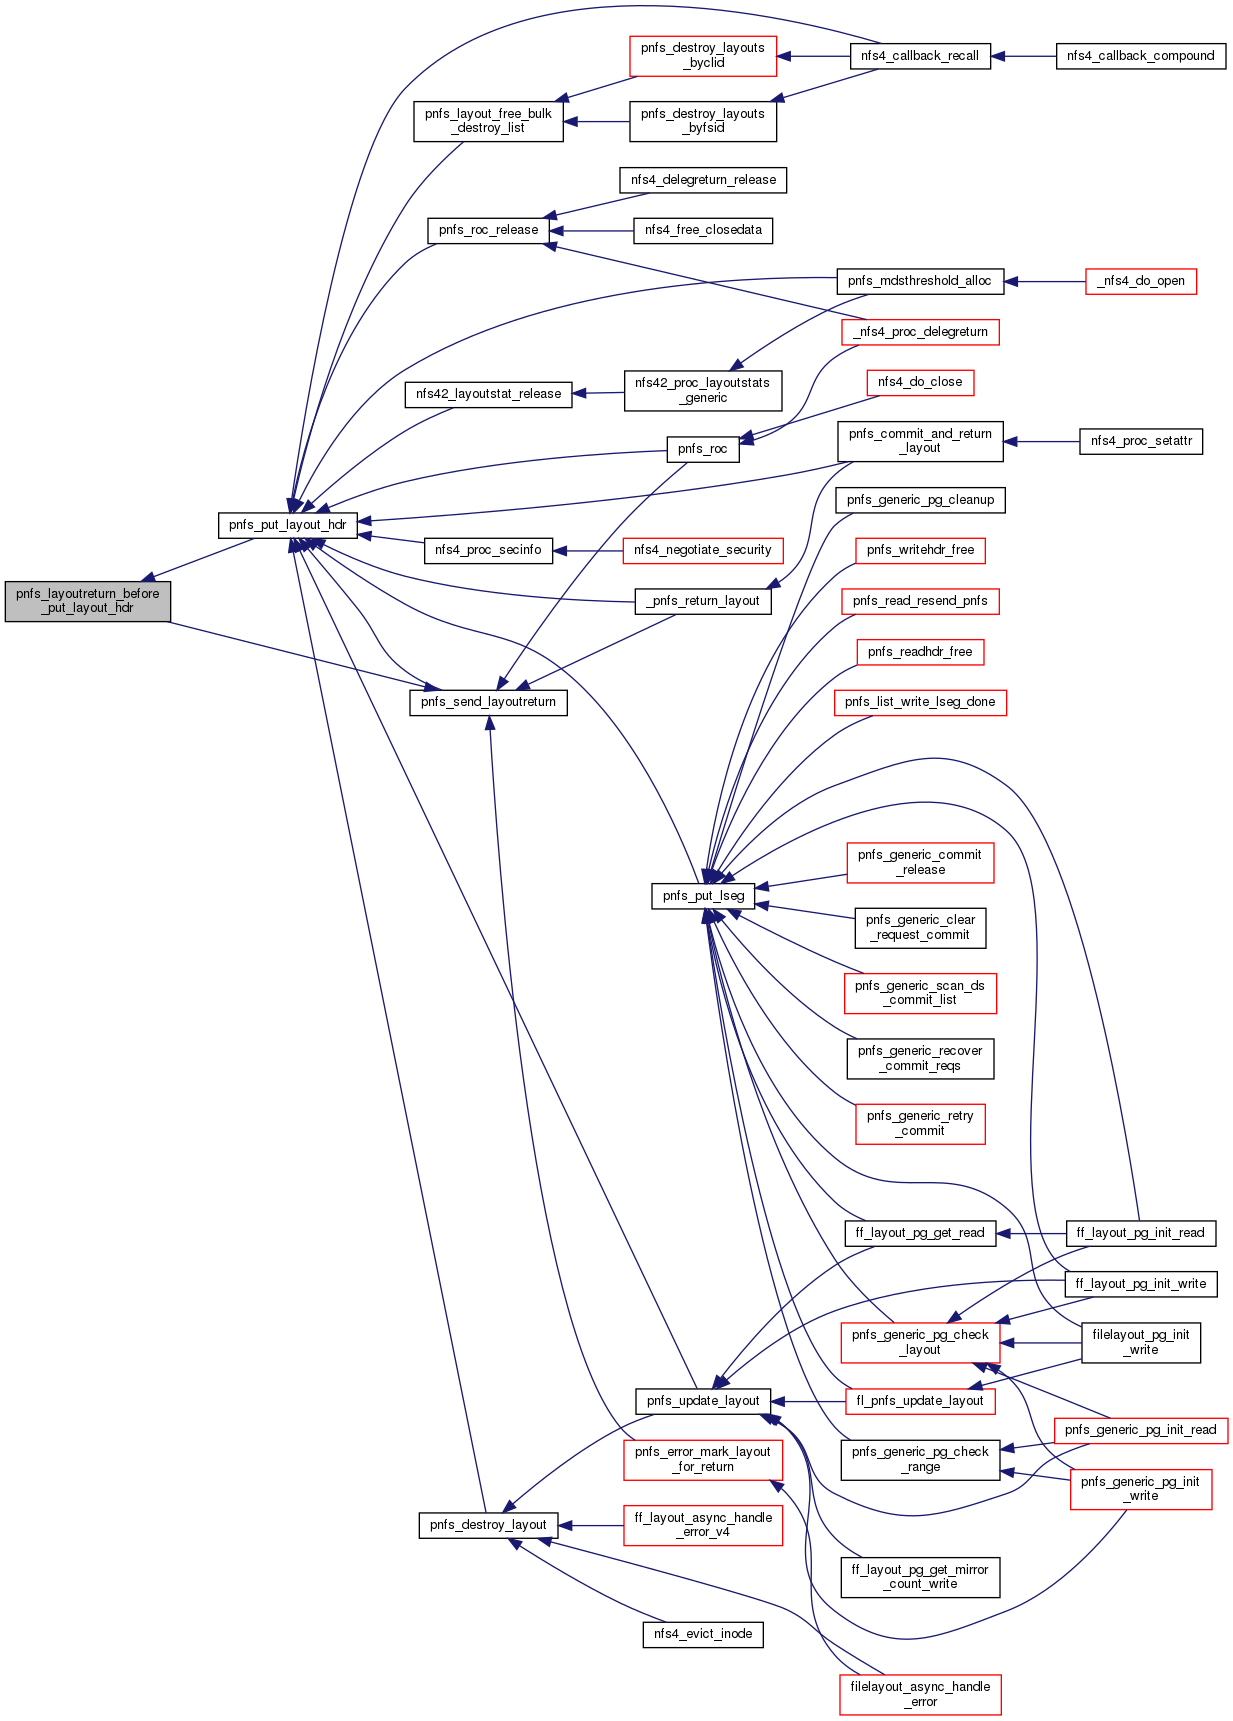 pnfs_destroy_layouts
_byclid
nfs4_callback_recall
nfs4_callback_compound
pnfs_layout_free_bulk
_destroy_list
pnfs_destroy_layouts
_byfsid
nfs4_delegreturn_release
pnfs_roc_release
nfs4_free_closedata
pnfs_mdsthreshold_alloc
_nfs4_do_open
_nfs4_proc_delegreturn
nfs42_layoutstat_release
nfs42_proc_layoutstats
_generic
nfs4_do_close
pnfs_roc
pnfs_commit_and_return
_layout
nfs4_proc_setattr
pnfs_generic_pg_cleanup
pnfs_put_layout_hdr
nfs4_proc_secinfo
nfs4_negotiate_security
pnfs_writehdr_free
pnfs_layoutreturn_before
_put_layout_hdr
_pnfs_return_layout
pnfs_read_resend_pnfs
pnfs_readhdr_free
pnfs_send_layoutreturn
pnfs_list_write_lseg_done
pnfs_generic_commit
_release
pnfs_put_lseg
pnfs_generic_clear
_request_commit
pnfs_generic_scan_ds
_commit_list
pnfs_generic_recover
_commit_reqs
pnfs_generic_retry
_commit
ff_layout_pg_get_read
ff_layout_pg_init_read
ff_layout_pg_init_write
pnfs_generic_pg_check
_layout
filelayout_pg_init
_write
pnfs_update_layout
fl_pnfs_update_layout
pnfs_generic_pg_init_read
pnfs_error_mark_layout
_for_return
pnfs_generic_pg_check
_range
pnfs_generic_pg_init
_write
pnfs_destroy_layout
ff_layout_async_handle
_error_v4
ff_layout_pg_get_mirror
_count_write
nfs4_evict_inode
filelayout_async_handle
_error